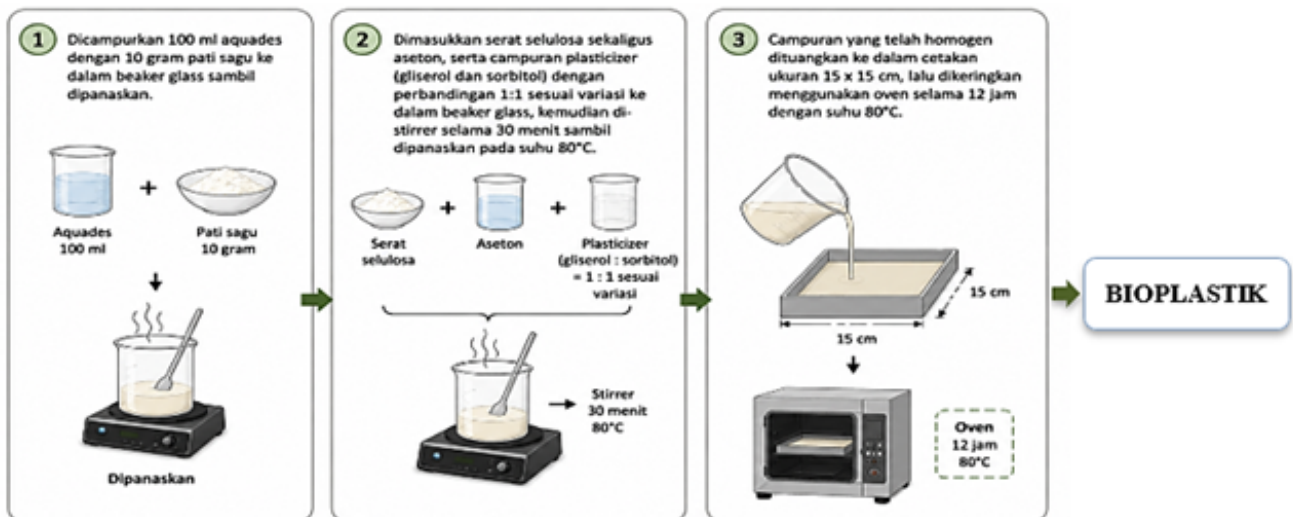 1
Dicampurkan 100 ml aquades
dengan 10 gram pati sagu ke
dalam beaker glass sambil
dipanaskan.
+
Aquades
100 ml
Pati sagu
10 gram
Dipanaskan
2
Dimasukkan serat selulosa sekaligus
aseton, serta campuran plasticizer
(gliserol dan sorbitol) dengan
perbandingan 1:1 sesuai variasi ke
dalam beaker glass, kemudian di-
stirrer selama 30 menit sambil
dipanaskan pada suhu 80°C.
+
+
Serat
selulosa
Aseton
Plasticizer
(gliserol : sorbitol)
= 1 : 1 sesuai
variasi
Stirrer
30 menit
80°C
3
Campuran yang telah homogen
dituangkan ke dalam cetakan
ukuran 15 x 15 cm, lalu dikeringkan
menggunakan oven selama 12 jam
dengan suhu 80°C.
15 cm
15 cm
Oven
12 jam
80°C
BIOPLASTIK